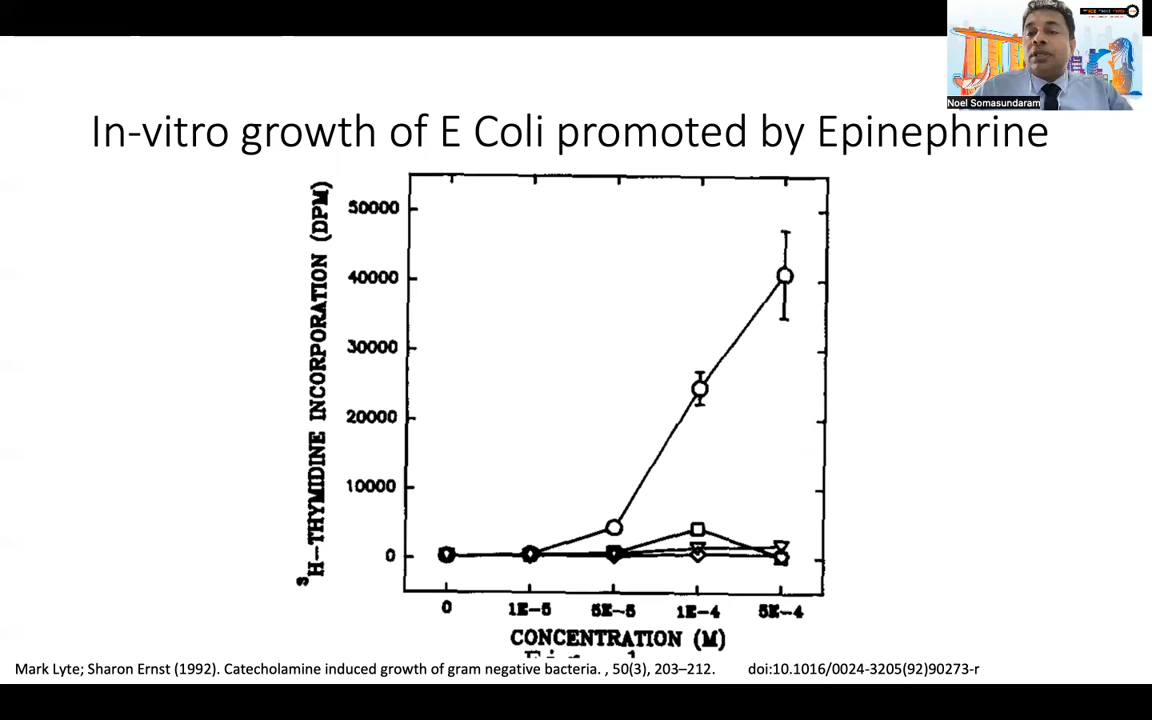 Noel Somasundaram
In-vitro growth of E Coli promoted by Epinephrine
³H-THYMIDINE INCORPORATION (DPM)
50000
40000
30000
20000
10000
0
0 1E-5 5E-5 1E-4 5E-4
CONCENTRATION (M)
Mark Lyte; Sharon Ernst (1992). Catecholamine induced growth of gram negative bacteria. , 50(3), 203–212. doi:10.1016/0024-3205(92)90273-r